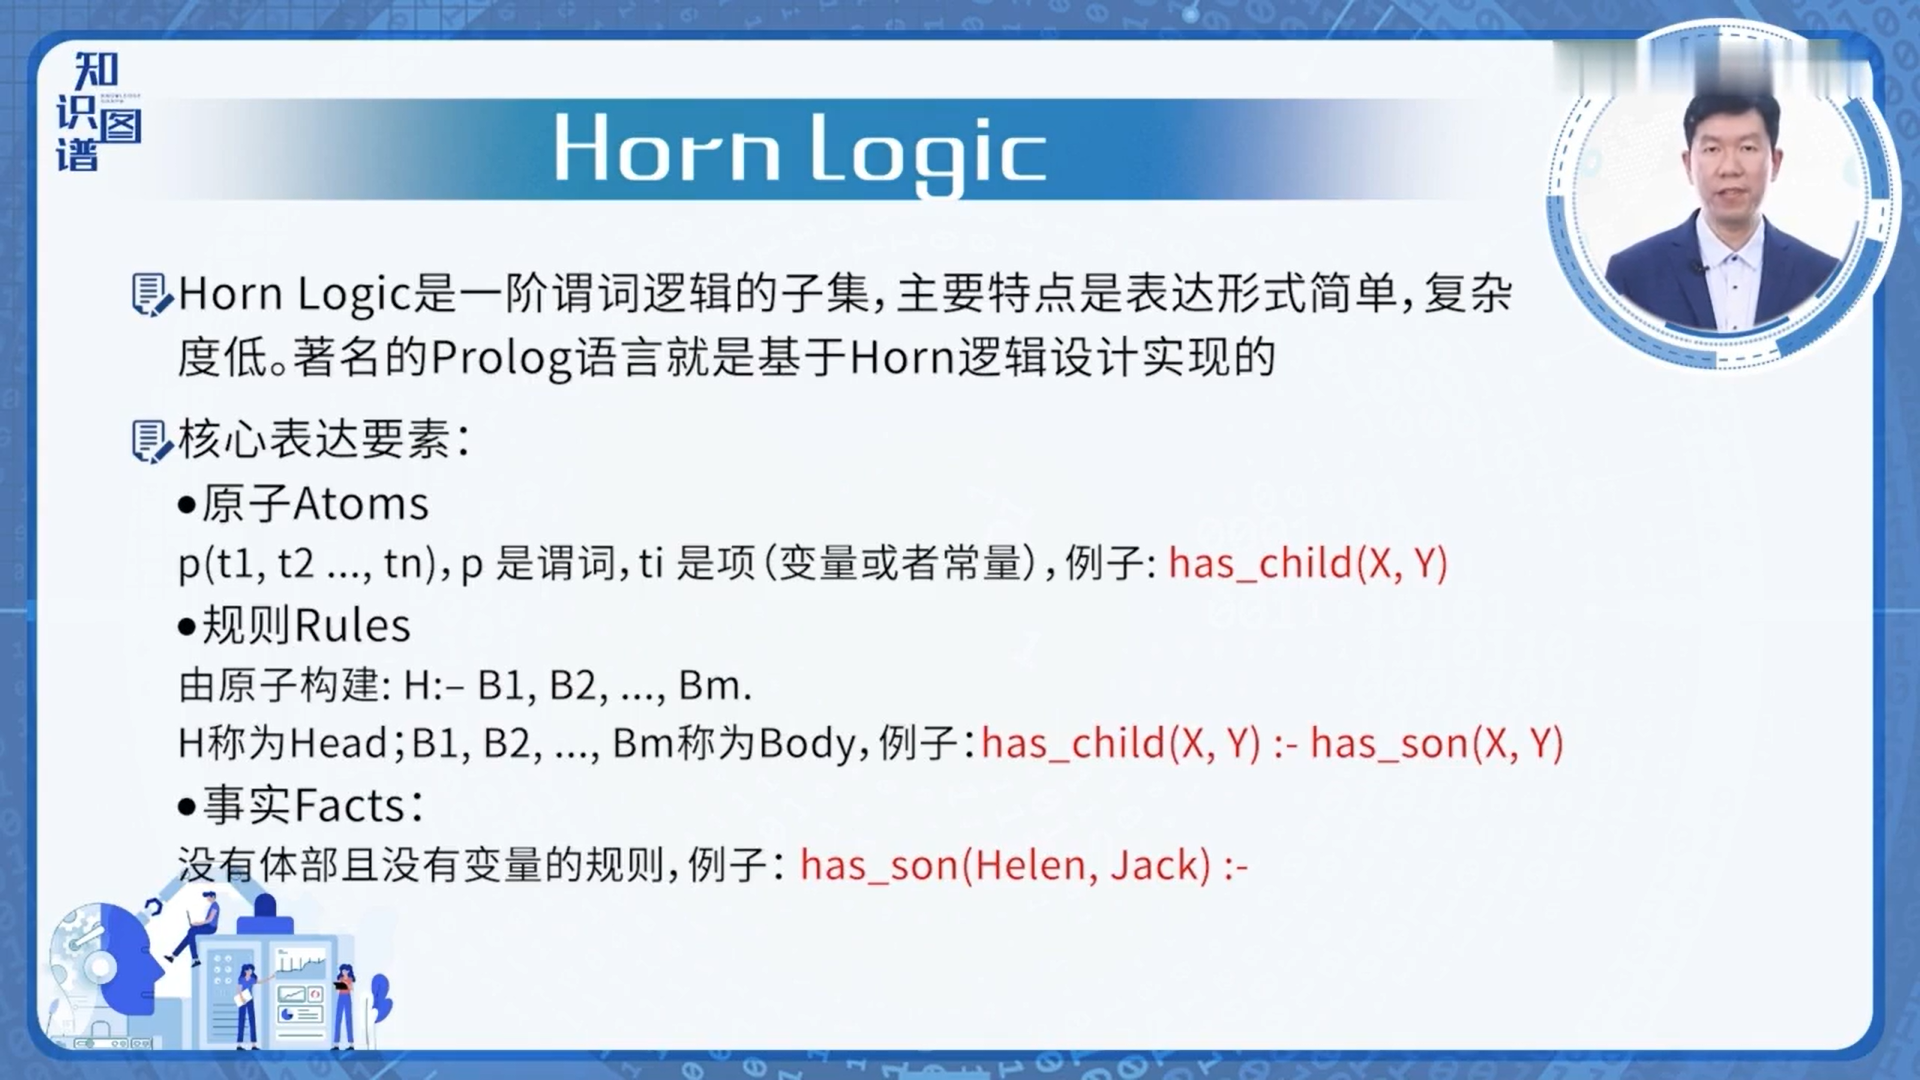 知识图谱
Horn Logic
Horn Logic是一阶谓词逻辑的子集，主要特点是表达形式简单，复杂
度低。著名的Prolog语言就是基于Horn逻辑设计实现的
核心表达要素：
•原子Atoms
p(t1, t2 ..., tn)，p 是谓词，ti 是项（变量或者常量），例子: has_child(X, Y)
•规则Rules
由原子构建: H:– B1, B2, ..., Bm.
H称为Head；B1, B2, ..., Bm称为Body，例子：has_child(X, Y) :- has_son(X, Y)
•事实Facts：
没有体部且没有变量的规则，例子：has_son(Helen, Jack) :-